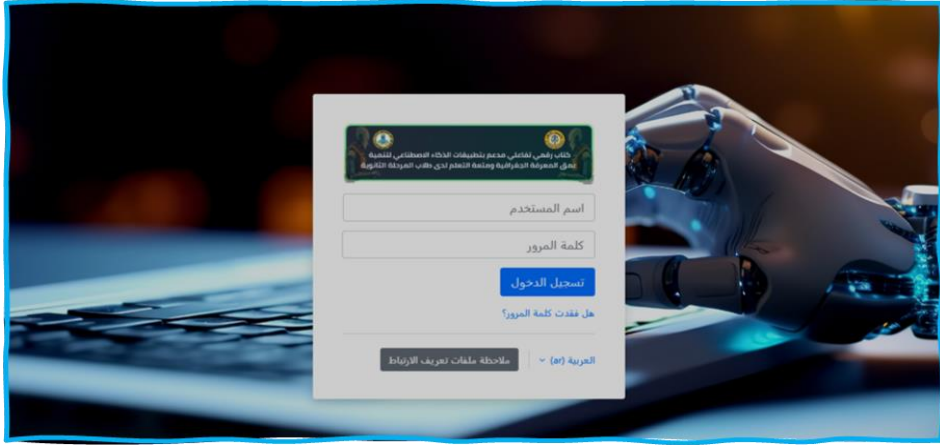 كتاب رقمي تفاعلي مدعم بتطبيقات الذكاء الاصطناعي لتنمية
عمق المعرفة الجغرافية ومتعة التعلم لدى طلاب المرحلة الثانوية
اسم المستخدم
كلمة المرور
تسجيل الدخول
هل فقدت كلمة المرور؟
العربية ‎(ar)‎ ملاحظة ملفات تعريف الارتباط